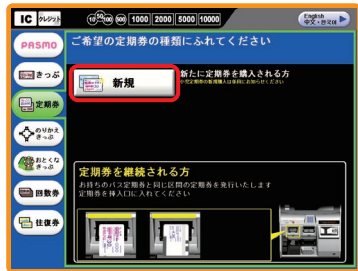 IC クレジット 10 50 100 500 1000 2000 5000 10000 English
中文・한국어
PASMO
ご希望の定期券の種類にふれてください
きっぷ
新規
新たに定期券を購入される方
定期券
のりかえ
きっぷ
おとくな
きっぷ
回数券
往復券
定期券を継続される方
お持ちのパス定期券と同じ区間の定期券を発行いたします
定期券を挿入口に入れてください